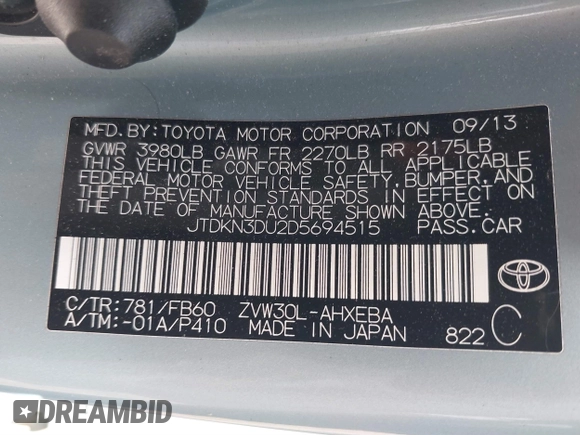 MFD.BY: TOYOTA MOTOR CORPORATION 09/13
GVWR 3980LB GAWR FR 2270LB RR 2175LB
THIS VEHICLE CONFORMS TO ALL APPLICABLE
FEDERAL MOTOR VEHICLE SAFETY,BUMPER,AND
THEFT PREVENTION STANDARDS IN EFFECT ON
THE DATE OF MANUFACTURE SHOWN ABOVE.
JTDKN3DU2D5694515 PASS.CAR
C/TR: 781/FB60 ZVW30L-AHXEBA
A/TM:-01A/P410 MADE IN JAPAN 822 C
TOYOTA
DREAMBID